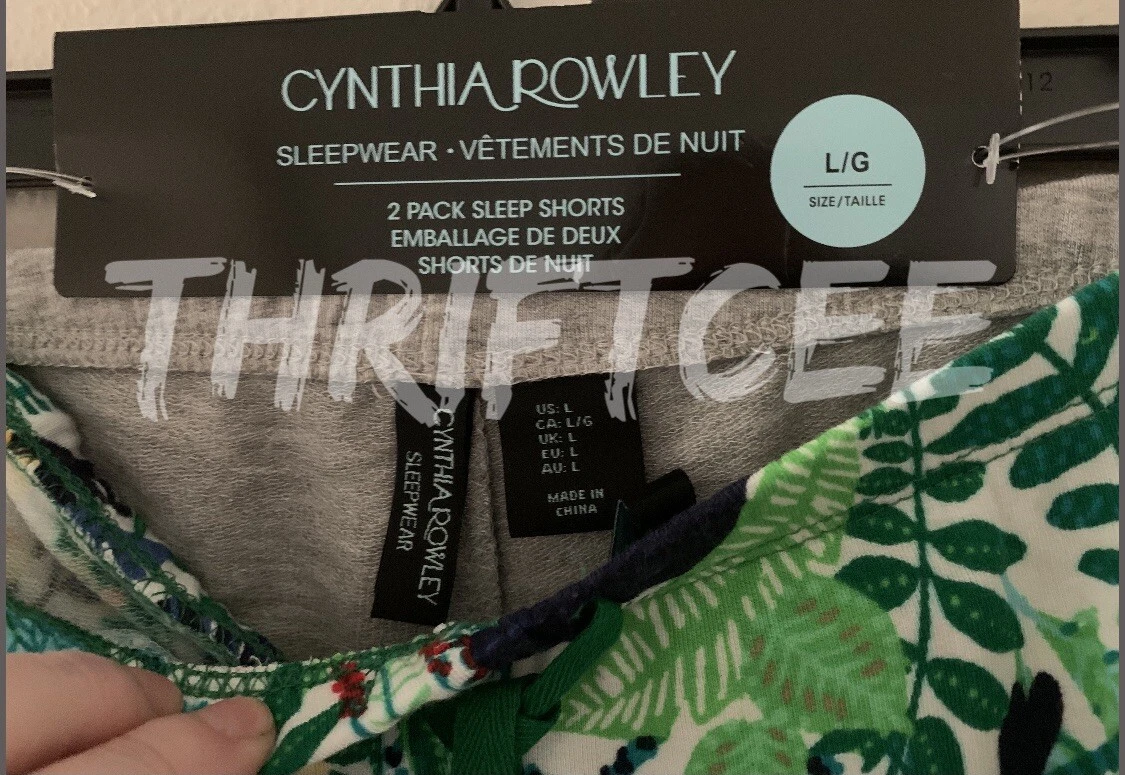 CYNTHIA ROWLEY
SLEEPWEAR · VÊTEMENTS DE NUIT
2 PACK SLEEP SHORTS
EMBALLAGE DE DEUX
SHORTS DE NUIT
L/G
SIZE/TAILLE
12
THRIFTCEE
CYNTHIA ROWLEY
SLEEPWEAR
US: L
CA: L/G
UK: L
EU: L
AU: L
MADE IN
CHINA